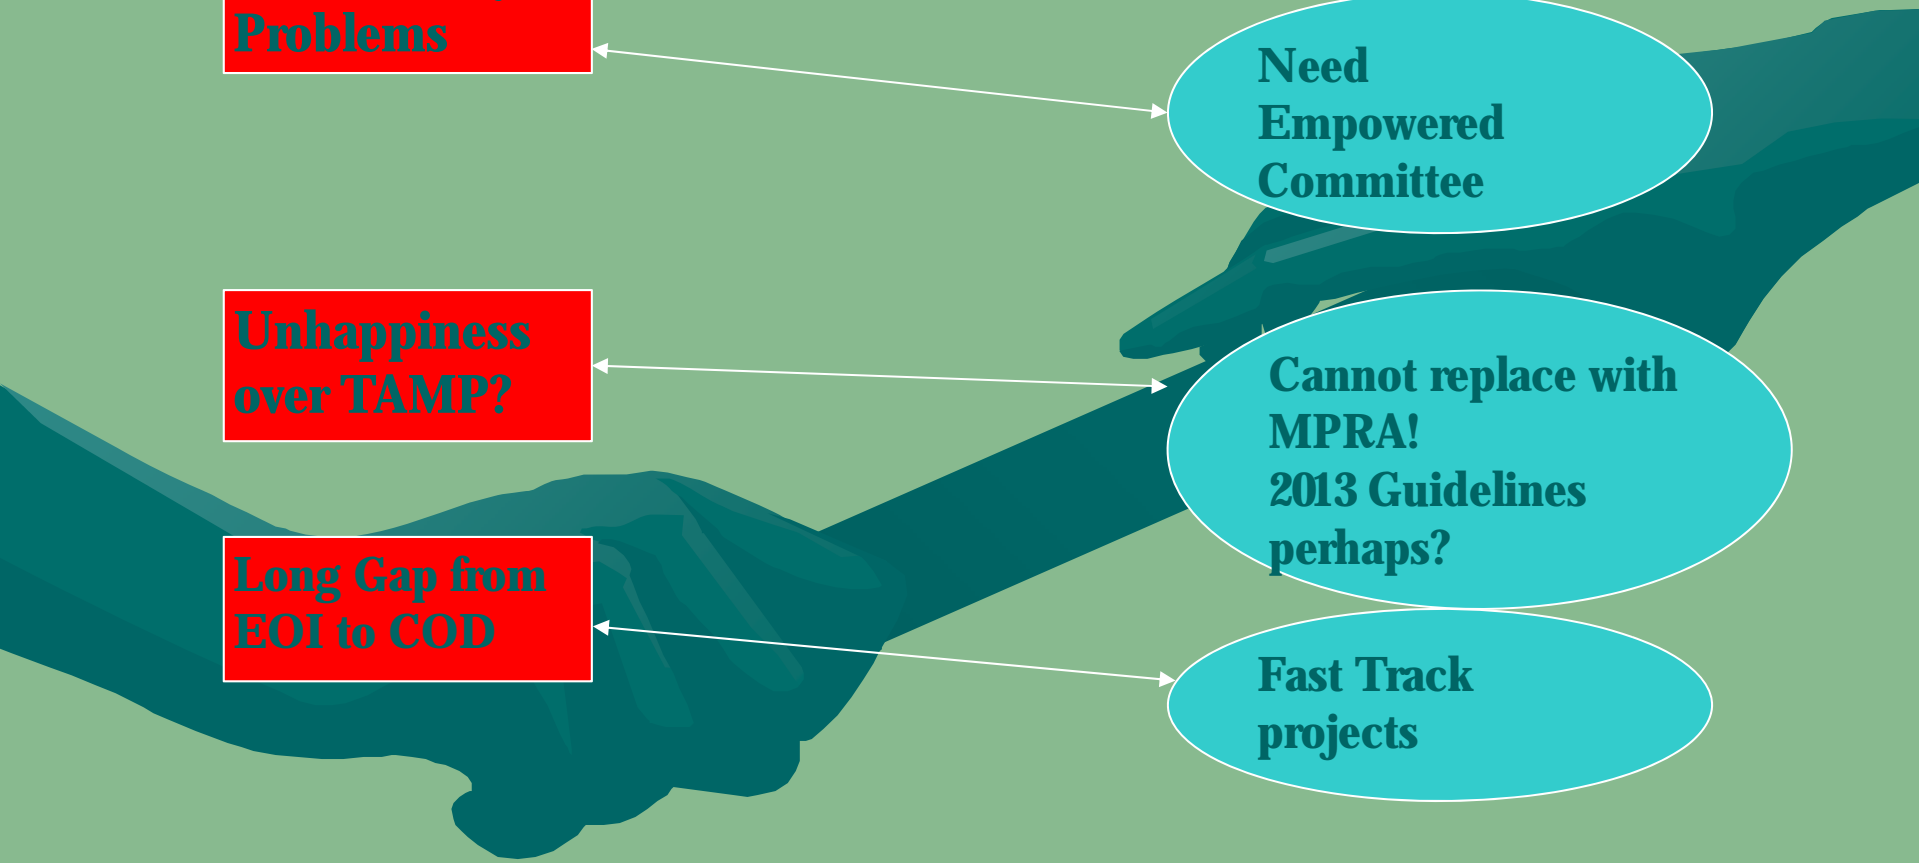 Problems
Need
Empowered
Committee
Unhappiness
over TAMP?
Cannot replace with
MPRA!
2013 Guidelines
perhaps?
Long Gap from
EOI to COD
Fast Track
projects